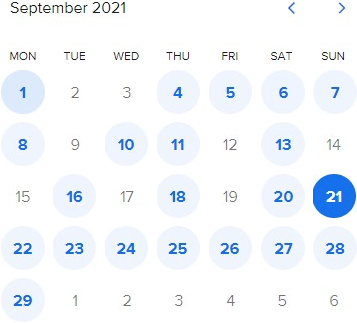 September 2021
MON TUE WED THU FRI SAT SUN
1 2 3 4 5 6 7
8 9 10 11 12 13 14
15 16 17 18 19 20 21
22 23 24 25 26 27 28
29 1 2 3 4 5 6